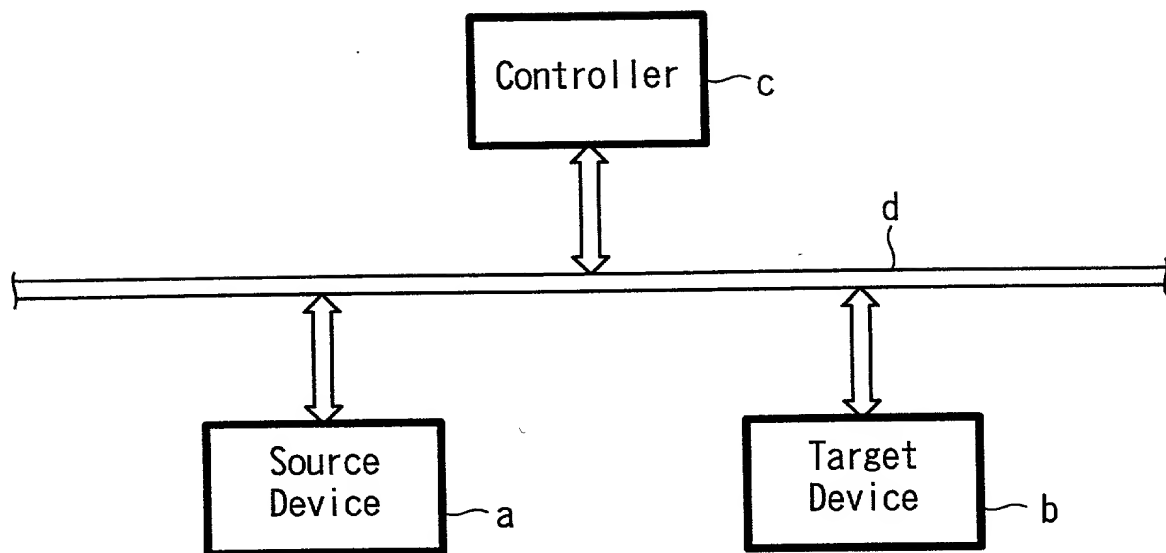 Controller
c
d
Source
Device
a
Target
Device
b